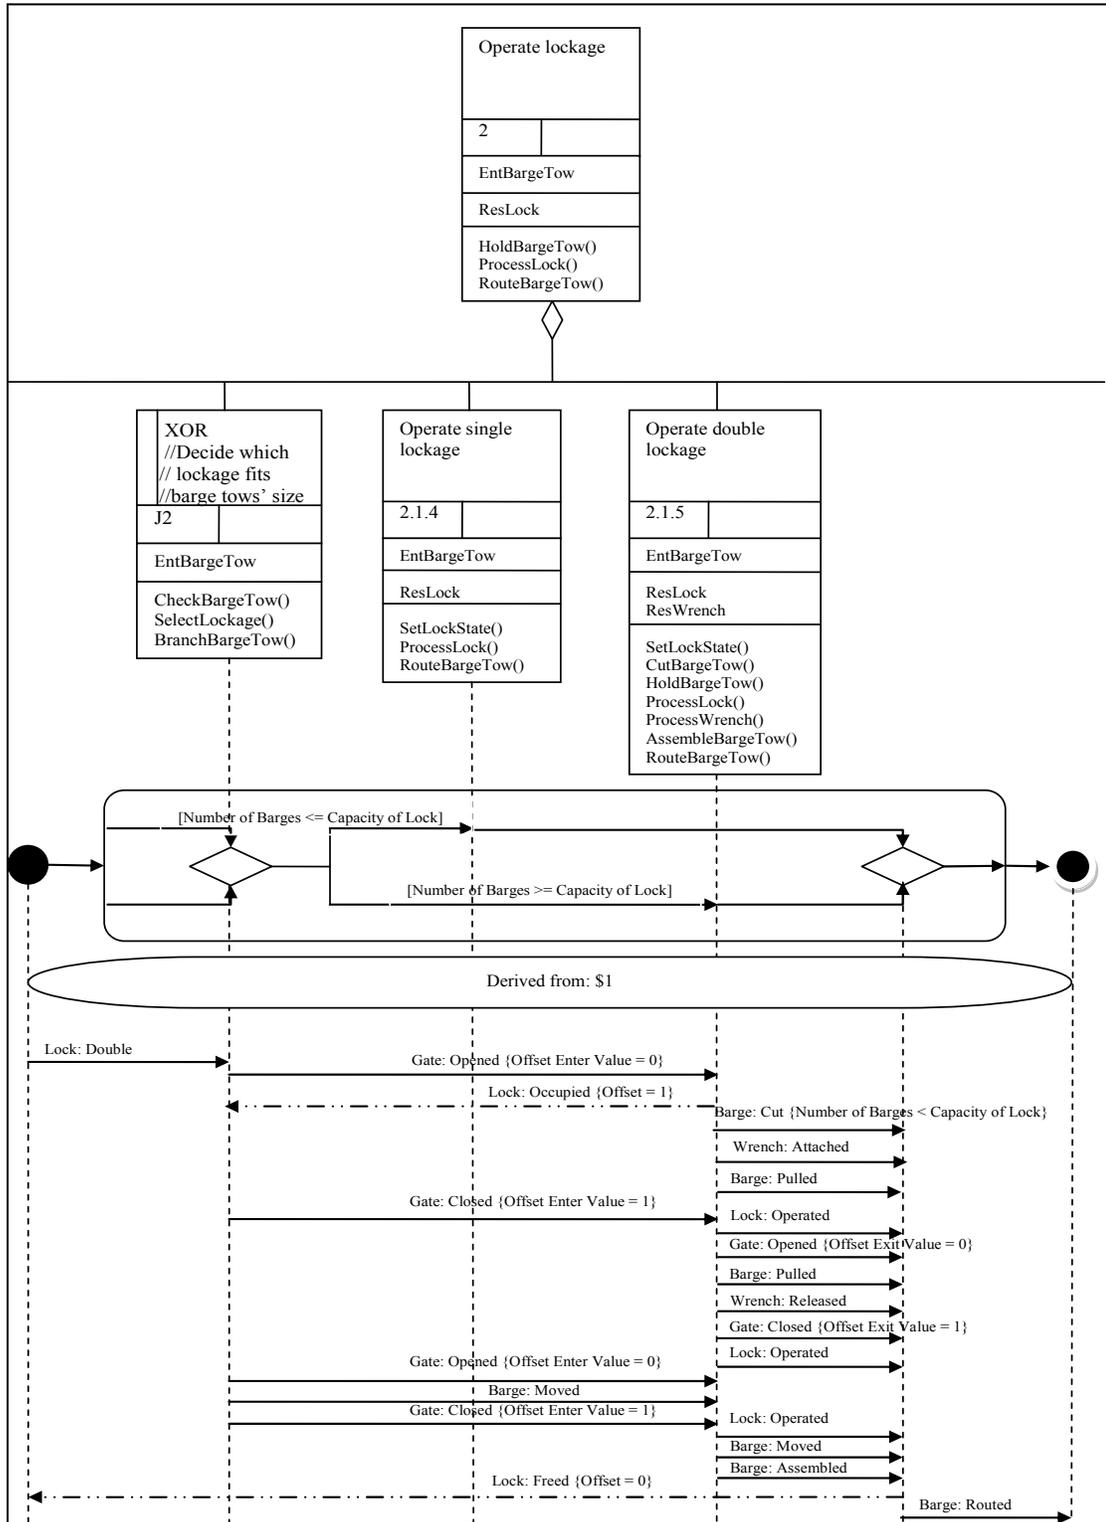 Operate lockage
2
EntBargeTow
ResLock
HoldBargeTow()
ProcessLock()
RouteBargeTow()
XOR
//Decide which
// lockage fits
//barge tows’ size
J2
EntBargeTow
CheckBargeTow()
SelectLockage()
BranchBargeTow()
Operate single
lockage
2.1.4
EntBargeTow
ResLock
SetLockState()
ProcessLock()
RouteBargeTow()
Operate double
lockage
2.1.5
EntBargeTow
ResLock
ResWrench
SetLockState()
CutBargeTow()
HoldBargeTow()
ProcessLock()
ProcessWrench()
AssembleBargeTow()
RouteBargeTow()
[Number of Barges <= Capacity of Lock]
[Number of Barges >= Capacity of Lock]
Derived from: $1
Lock: Double
Gate: Opened {Offset Enter Value = 0}
Lock: Occupied {Offset = 1}
Barge: Cut {Number of Barges < Capacity of Lock}
Wrench: Attached
Barge: Pulled
Gate: Closed {Offset Enter Value = 1}
Lock: Operated
Gate: Opened {Offset Exit Value = 0}
Barge: Pulled
Wrench: Released
Gate: Closed {Offset Exit Value = 1}
Lock: Operated
Gate: Opened {Offset Enter Value = 0}
Barge: Moved
Gate: Closed {Offset Enter Value = 1}
Lock: Operated
Barge: Moved
Barge: Assembled
Lock: Freed {Offset = 0}
Barge: Routed